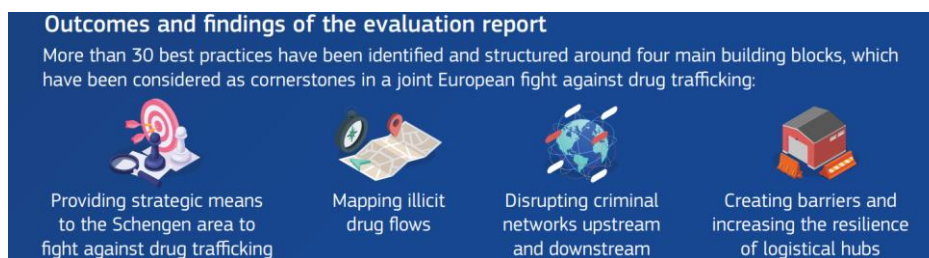 Outcomes and findings of the evaluation report
More than 30 best practices have been identified and structured around four main building blocks, which
have been considered as cornerstones in a joint European fight against drug trafficking:
Providing strategic means
to the Schengen area to
fight against drug trafficking
Mapping illicit
drug flows
Disrupting criminal
networks upstream
and downstream
Creating barriers and
increasing the resilience
of logistical hubs